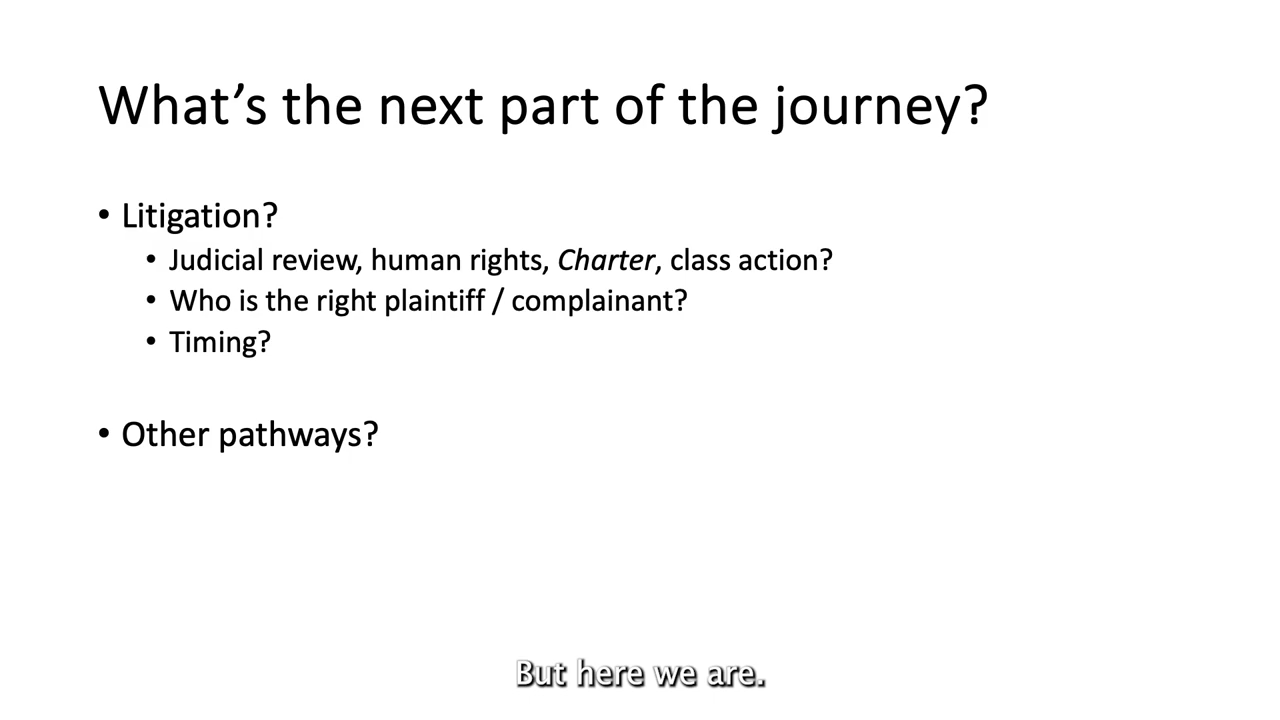 What’s the next part of the journey?
• Litigation?
• Judicial review, human rights, Charter, class action?
• Who is the right plaintiff / complainant?
• Timing?
• Other pathways?
But here we are.